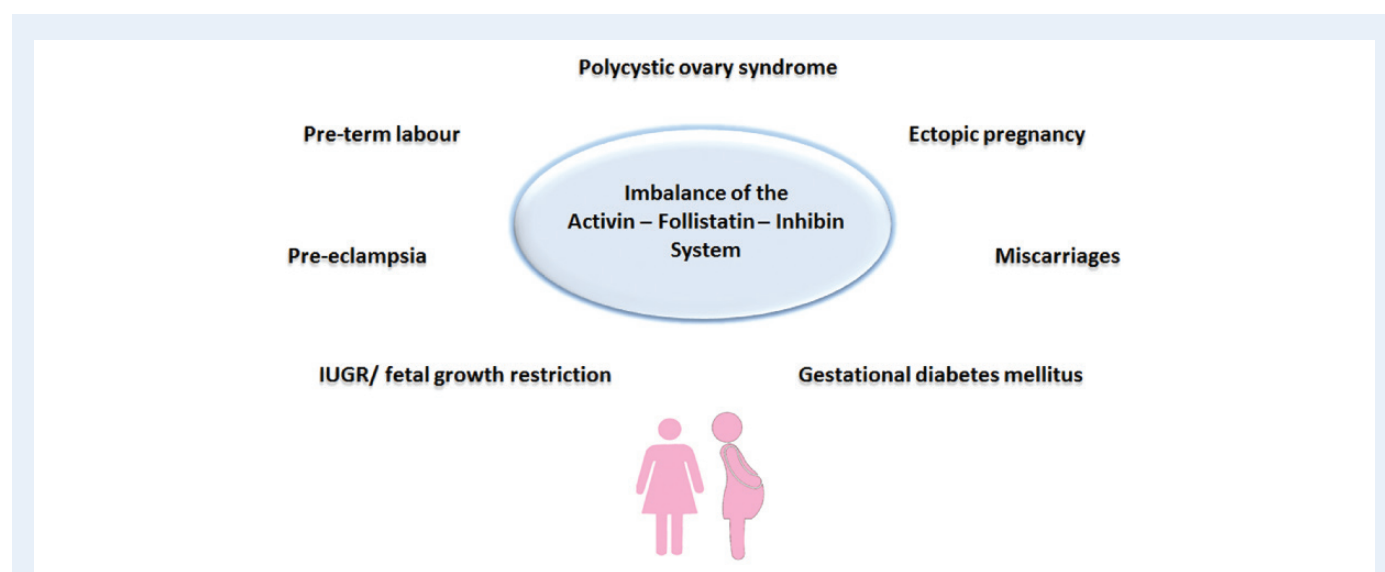 Polycystic ovary syndrome
Pre-term labour
Ectopic pregnancy
Imbalance of the
Activin – Follistatin – Inhibin
System
Pre-eclampsia
Miscarriages
IUGR/ fetal growth restriction
Gestational diabetes mellitus